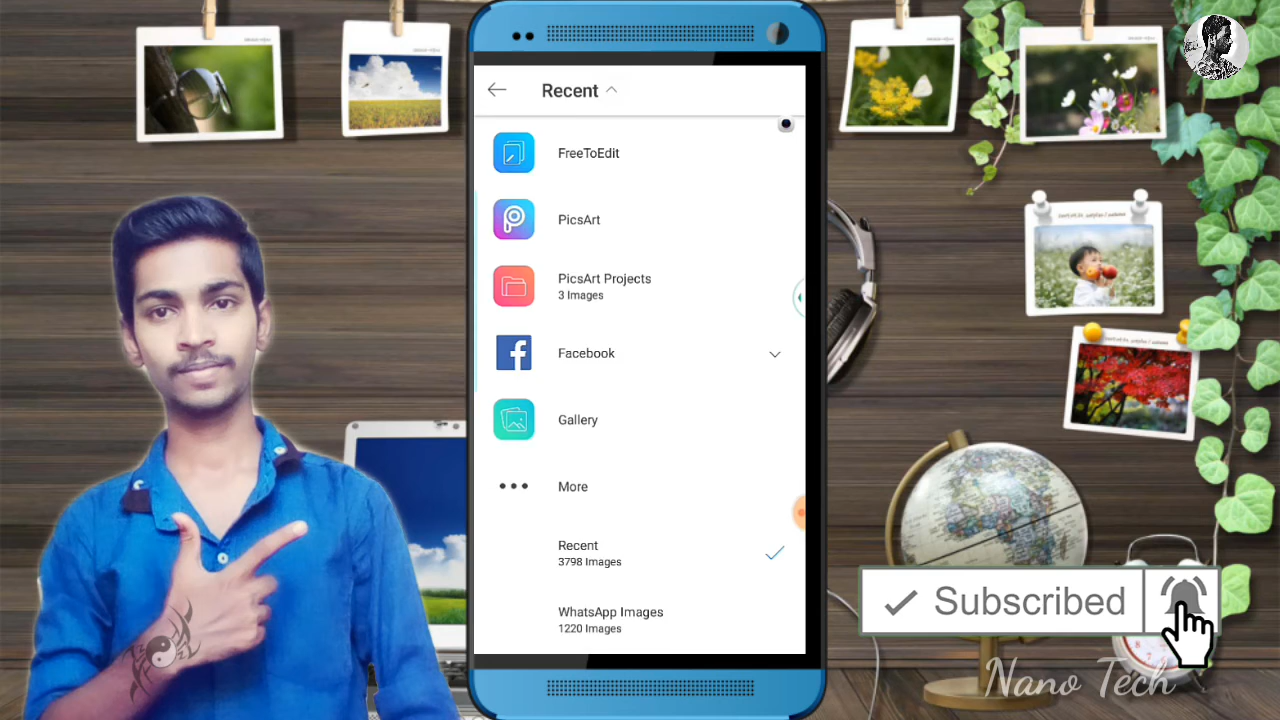 Recent
FreeToEdit
PicsArt
PicsArt Projects
3 Images
Facebook
Gallery
More
Recent
3798 Images
WhatsApp Images
1220 Images
Subscribed
Nano Tech